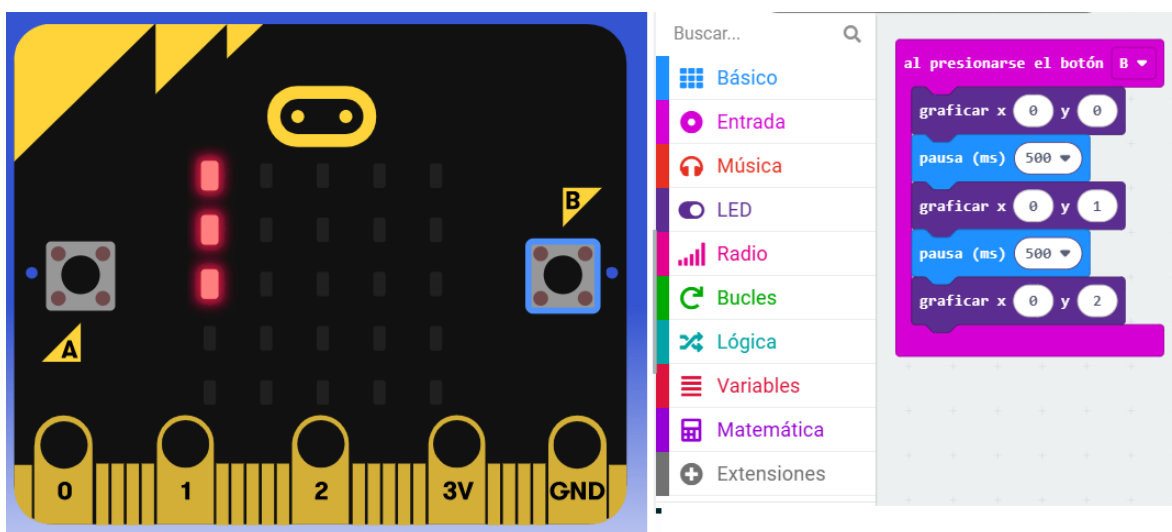 B
A
0
1
2
3V
GND
Buscar...
Básico
Entrada
Música
LED
Radio
Bucles
Lógica
Variables
Matemática
Extensiones
al presionarse el botón B
graficar x 0 y 0
pausa (ms) 500
graficar x 0 y 1
pausa (ms) 500
graficar x 0 y 2